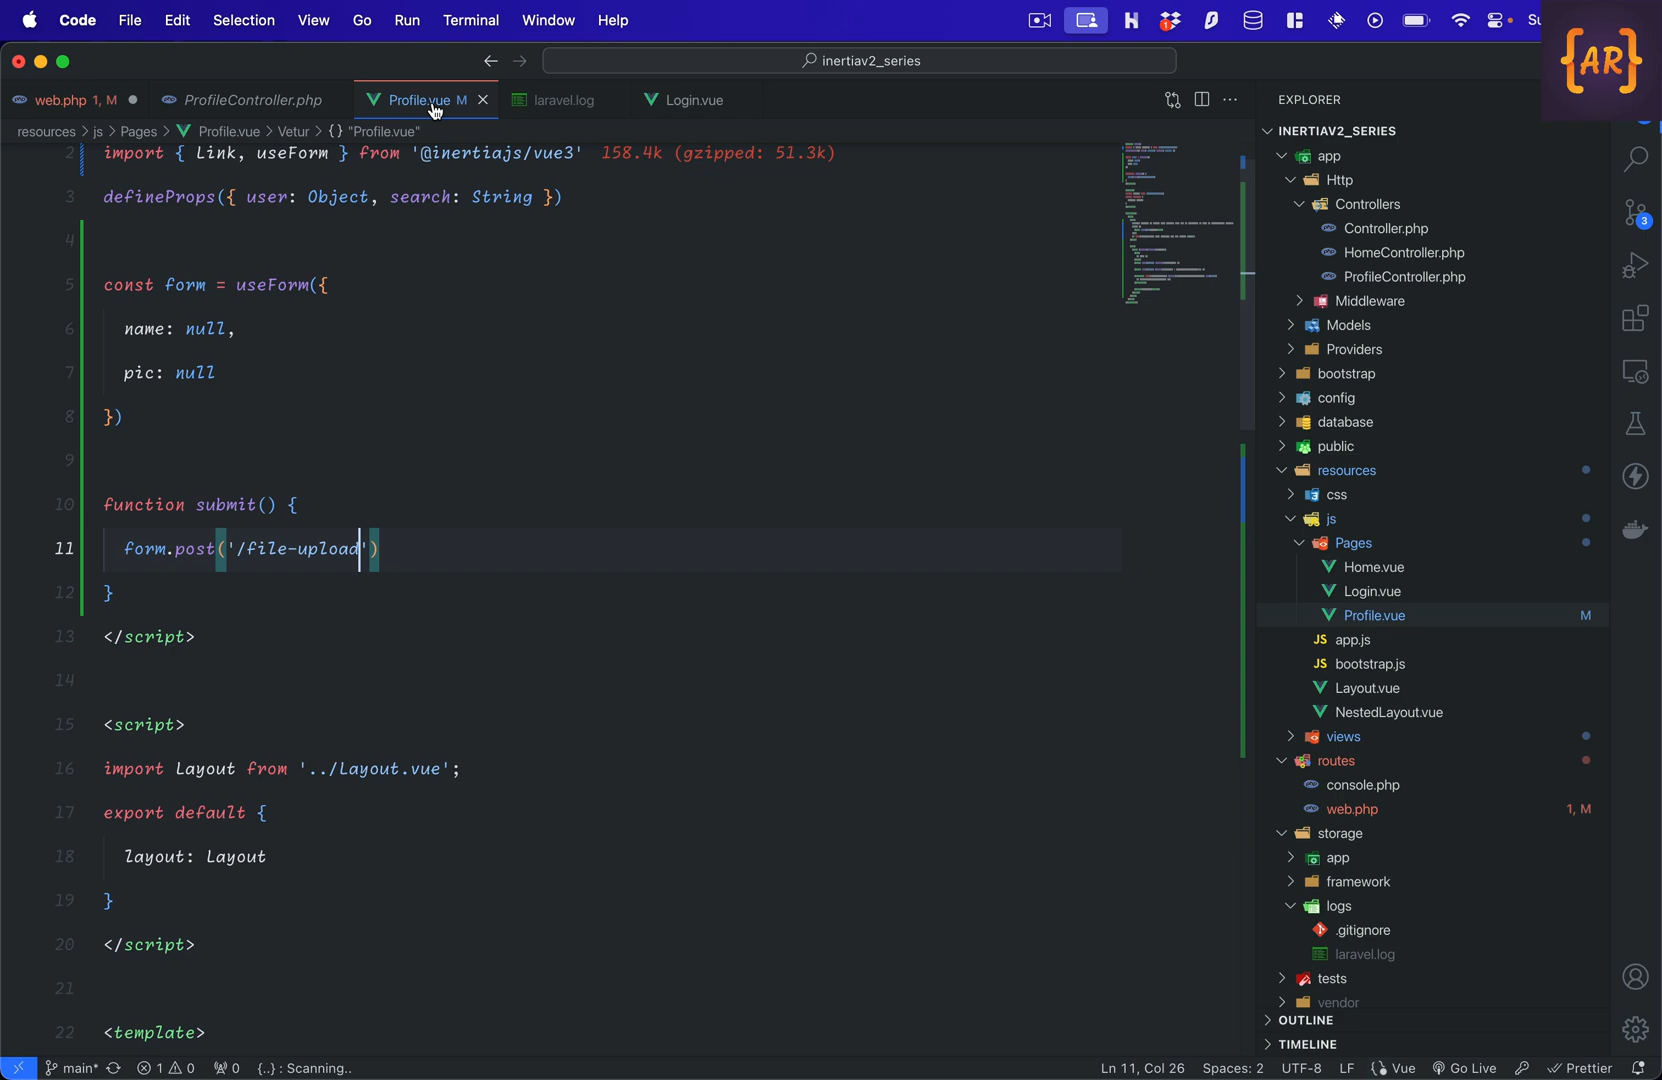 Code File Edit Selection View Go Run Terminal Window Help
{AR}
inertiav2_series
web.php 1, M ProfileController.php Profile.vue M laravel.log Login.vue
resources > js > Pages > Profile.vue > Vetur > {} "Profile.vue"
2 import { Link, useForm } from '@inertiajs/vue3' 158.4k (gzipped: 51.3k)
3 defineProps({ user: Object, search: String })
4
5 const form = useForm({
6 name: null,
7 pic: null
8 })
9
10 function submit() {
11 form.post('/file-upload')
12 }
13 </script>
14
15 <script>
16 import Layout from '../Layout.vue';
17 export default {
18 layout: Layout
19 }
20 </script>
21
22 <template>
EXPLORER
INERTIAV2_SERIES
app
Http
Controllers
Controller.php
HomeController.php
ProfileController.php
Middleware
Models
Providers
bootstrap
config
database
public
resources
css
js
Pages
Home.vue
Login.vue
Profile.vue M
JS app.js
JS bootstrap.js
Layout.vue
NestedLayout.vue
views
routes
console.php
web.php 1, M
storage
app
framework
logs
.gitignore
laravel.log
tests
vendor
OUTLINE
TIMELINE
3
main* 1 0 0 {..} : Scanning.. Ln 11, Col 26 Spaces: 2 UTF-8 LF Vue Go Live Prettier